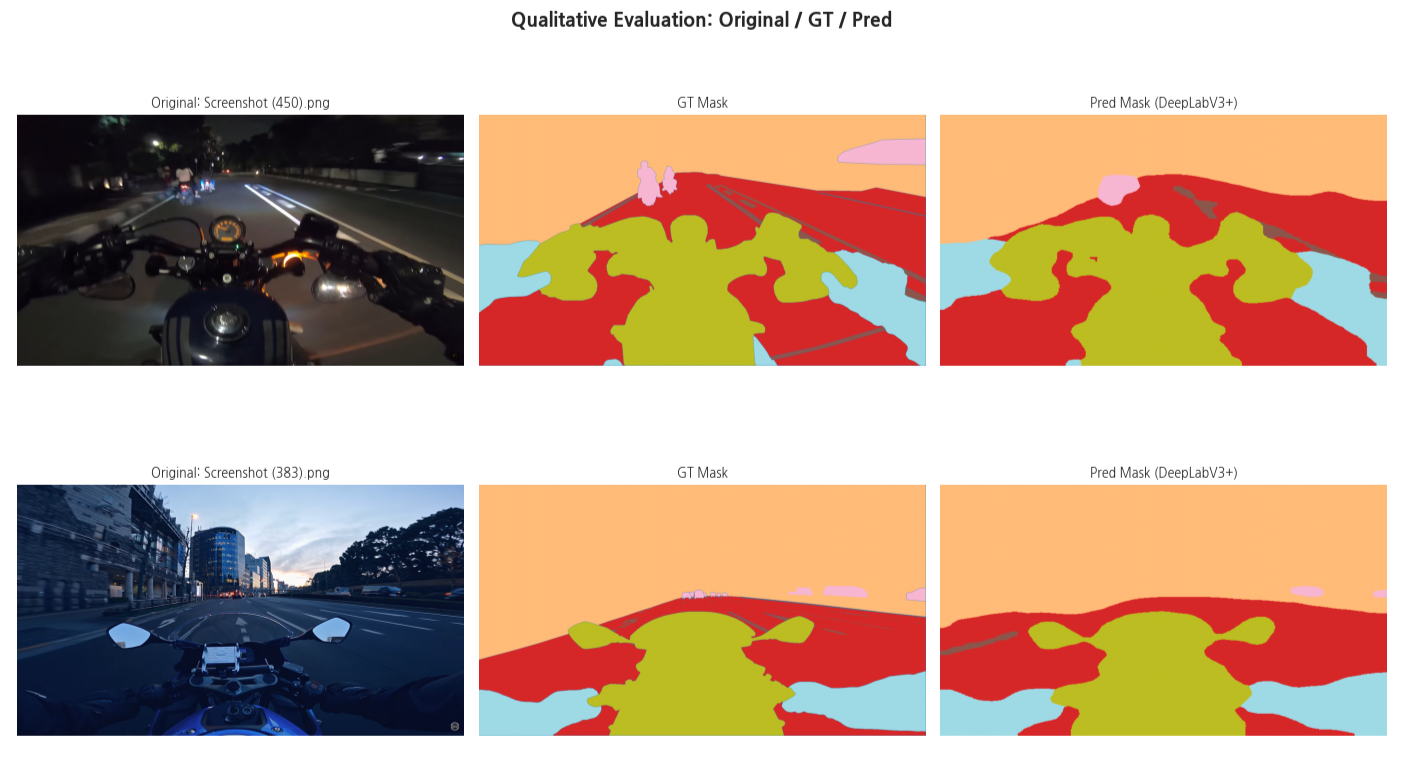 Qualitative Evaluation: Original / GT / Pred
Original: Screenshot (450).png
GT Mask
Pred Mask (DeepLabV3+)
Original: Screenshot (383).png
GT Mask
Pred Mask (DeepLabV3+)